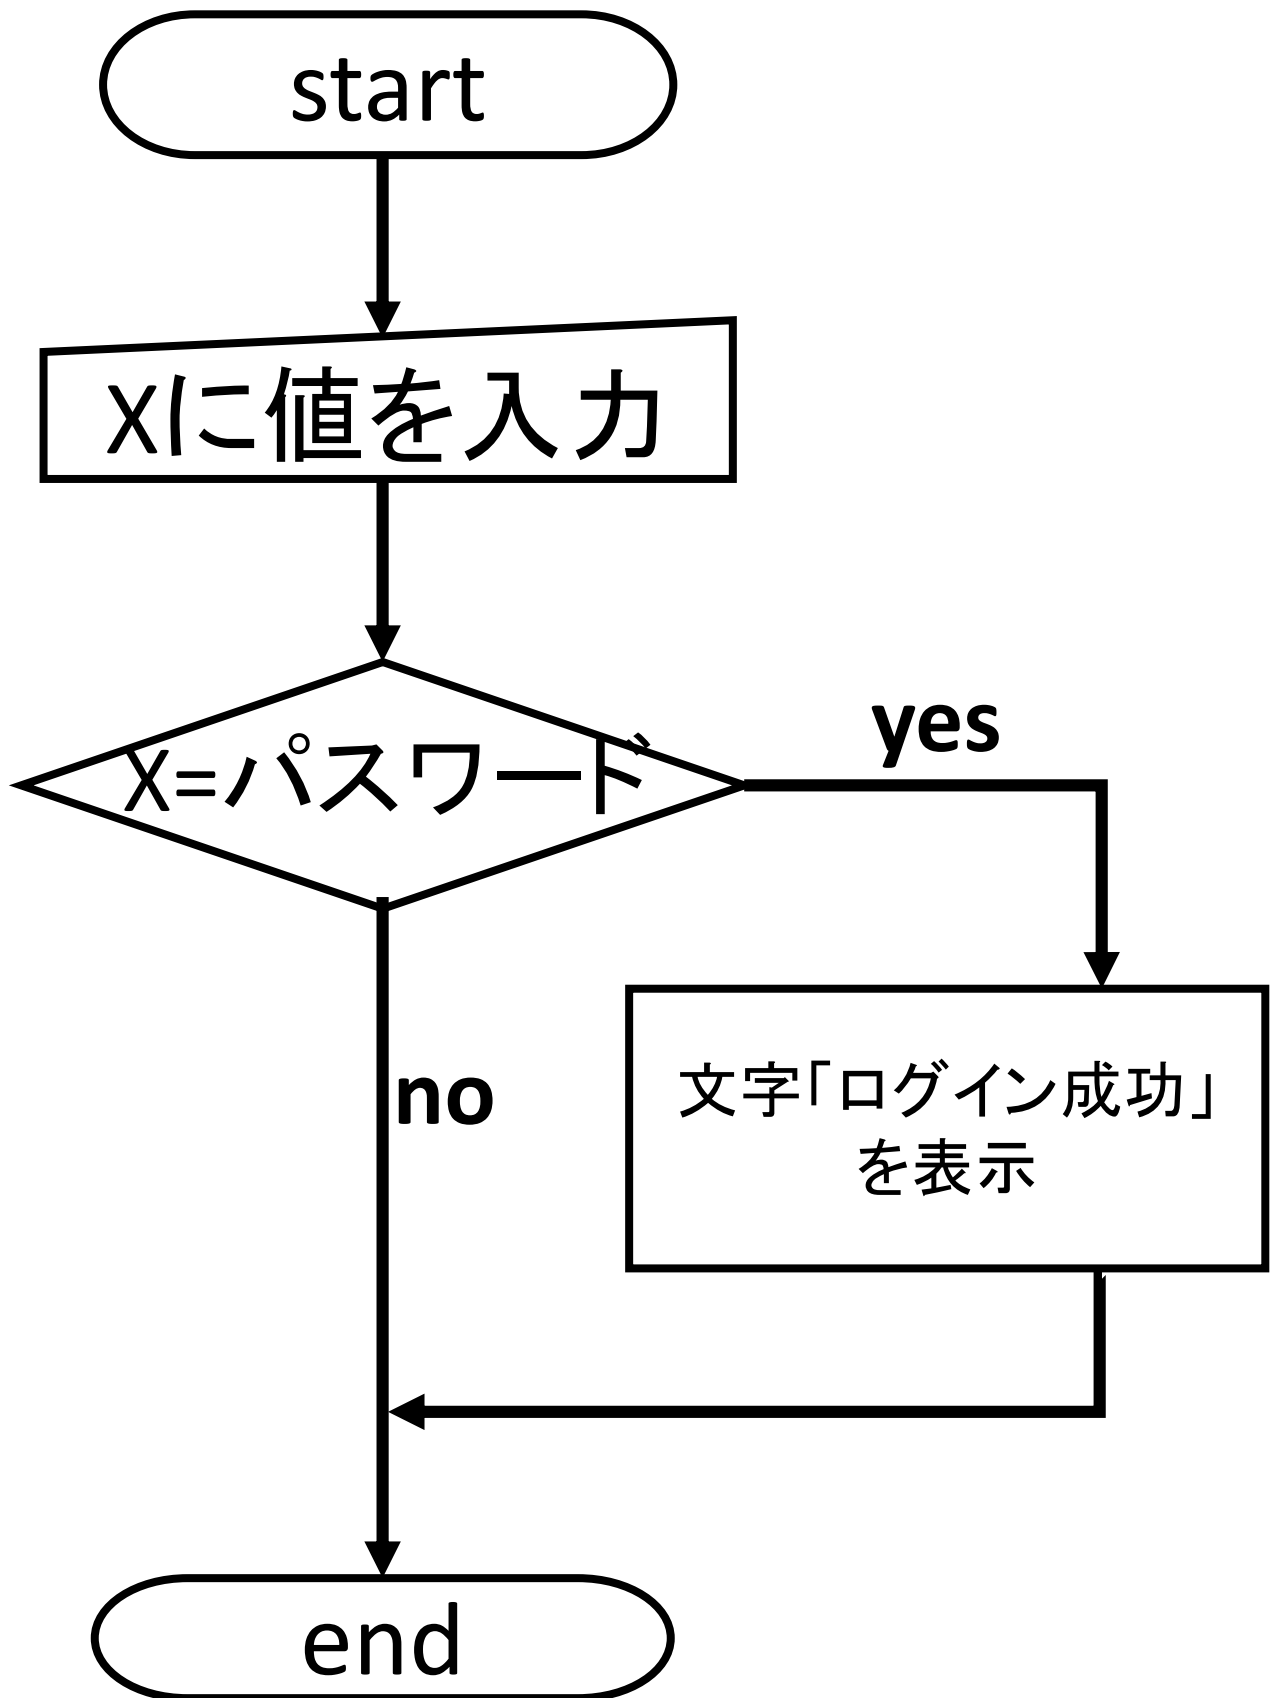 start
Xに値を入力
X=パスワード
yes
no
文字「ログイン成功」
を表示
end